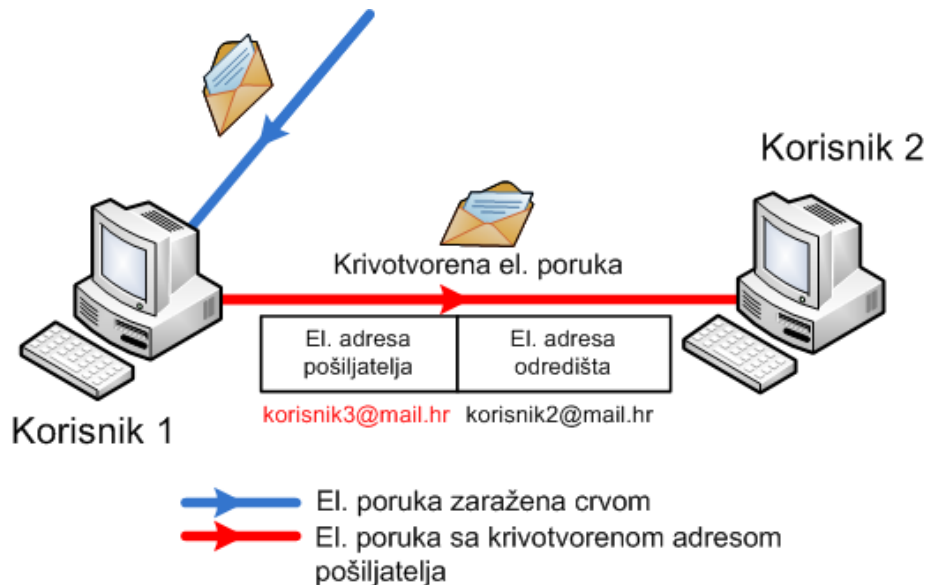 Korisnik 2
Krivotvorena el. poruka
El. adresa
pošiljatelja
El. adresa
odredišta
korisnik3@mail.hr
korisnik2@mail.hr
Korisnik 1
El. poruka zaražena crvom
El. poruka sa krivotvorenom adresom
pošiljatelja